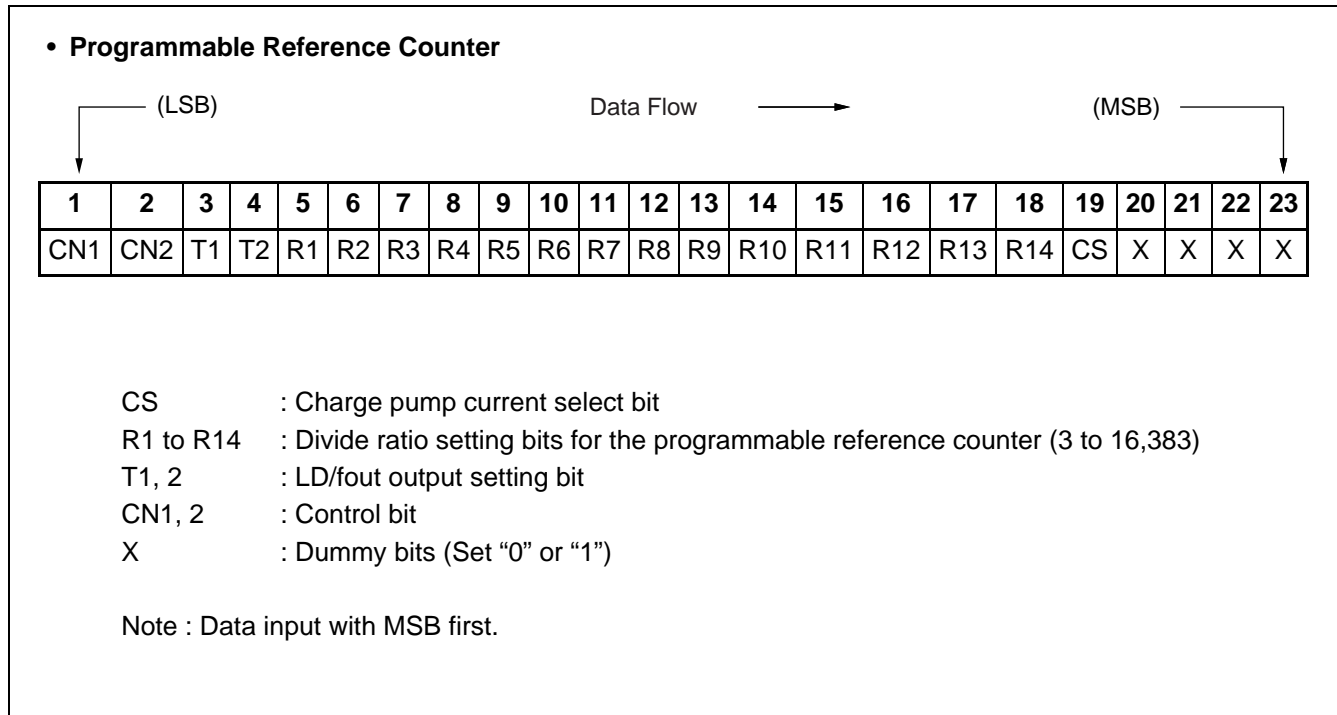 • Programmable Reference Counter
(LSB) Data Flow (MSB)
1 2 3 4 5 6 7 8 9 10 11 12 13 14 15 16 17 18 19 20 21 22 23
CN1 CN2 T1 T2 R1 R2 R3 R4 R5 R6 R7 R8 R9 R10 R11 R12 R13 R14 CS X X X X
CS : Charge pump current select bit
R1 to R14 : Divide ratio setting bits for the programmable reference counter (3 to 16,383)
T1, 2 : LD/fout output setting bit
CN1, 2 : Control bit
X : Dummy bits (Set “0” or “1”)
Note : Data input with MSB first.